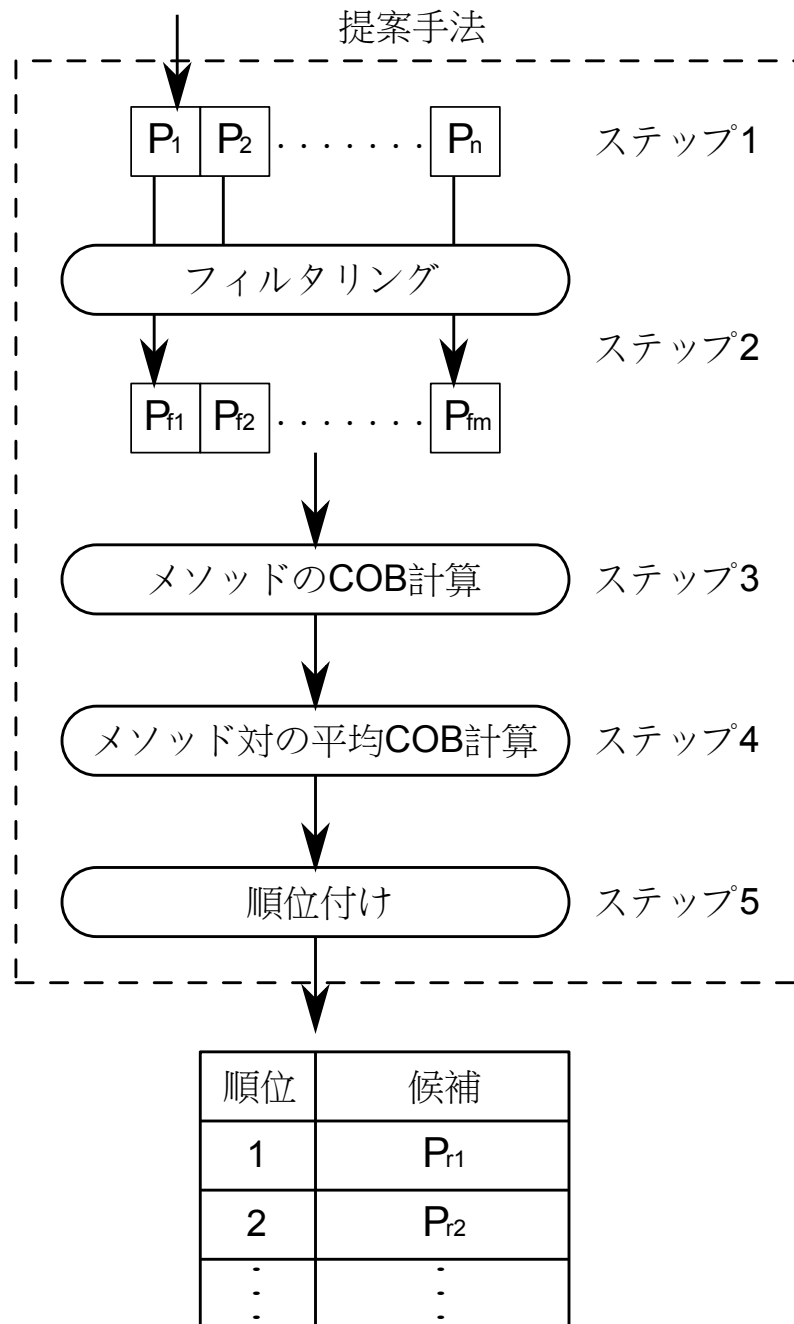 提案手法
P1 P2 ....... Pn ステップ1
フィルタリング
ステップ2
Pf1 Pf2 ....... Pfm
メソッドのCOB計算 ステップ3
メソッド対の平均COB計算 ステップ4
順位付け ステップ5
順位 候補
1 Pr1
2 Pr2